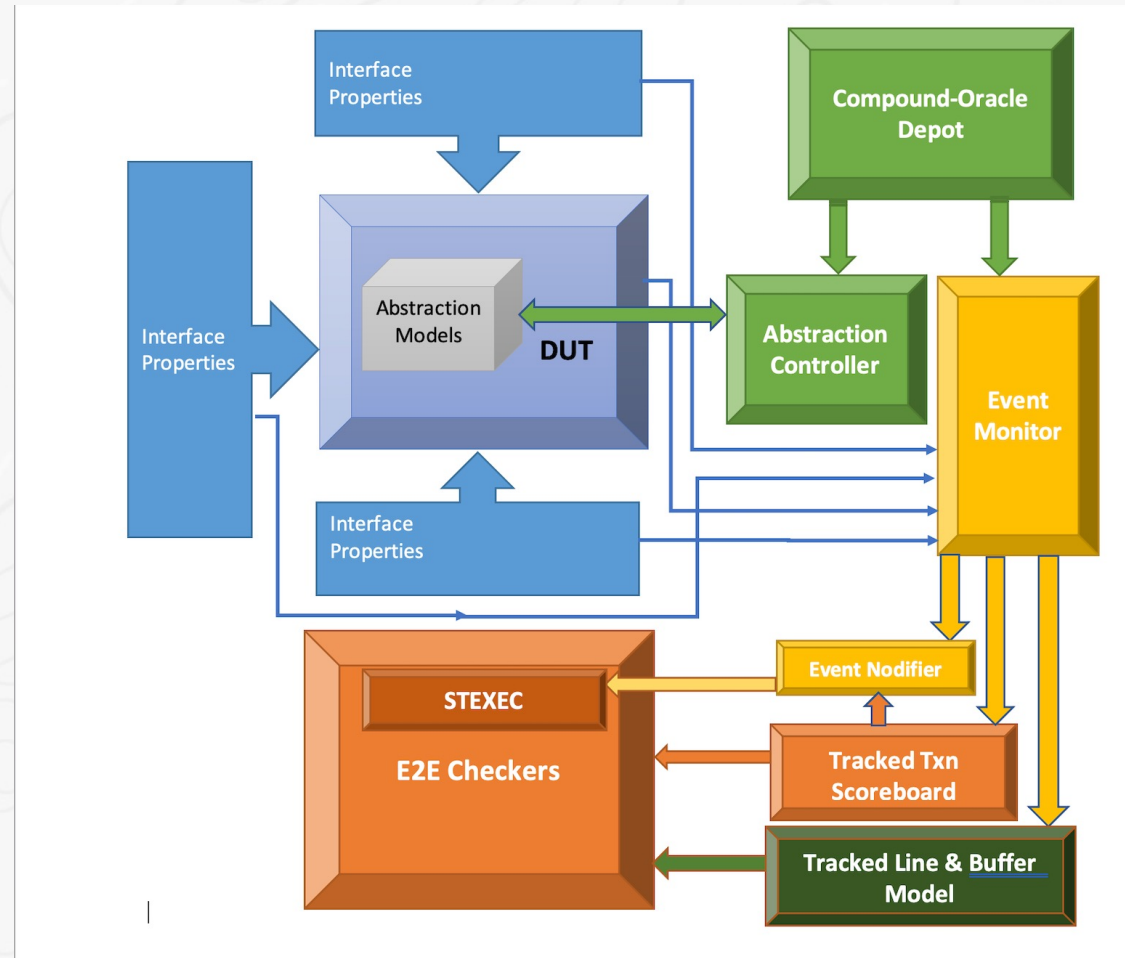 Interface
Properties
Compound-Oracle
Depot
Interface
Properties
Abstraction
Models
DUT
Abstraction
Controller
Event
Monitor
Interface
Properties
Event Nodifier
STEXEC
E2E Checkers
Tracked Txn
Scoreboard
Tracked Line & Buffer
Model